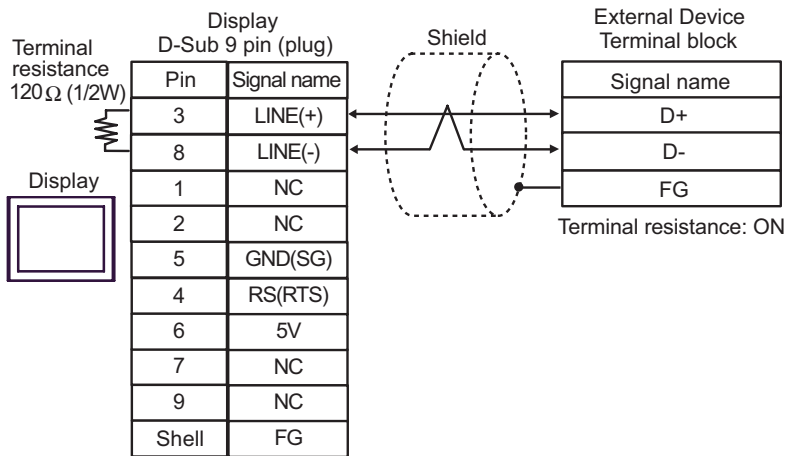 Display
D-Sub 9 pin (plug)
Terminal
resistance
120Ω (1/2W)
Pin Signal name
3 LINE(+)
8 LINE(-)
1 NC
2 NC
5 GND(SG)
4 RS(RTS)
6 5V
7 NC
9 NC
Shell FG
Display
Shield
External Device
Terminal block
Signal name
D+
D-
FG
Terminal resistance: ON